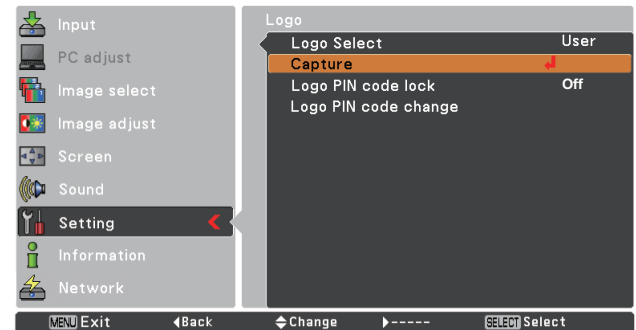 Input
PC adjust
Image select
Image adjust
Screen
Sound
Setting
Information
Network
Logo
Logo Select User
Capture
Logo PIN code lock Off
Logo PIN code change
MENU Exit Back Change ----- SELECT Select